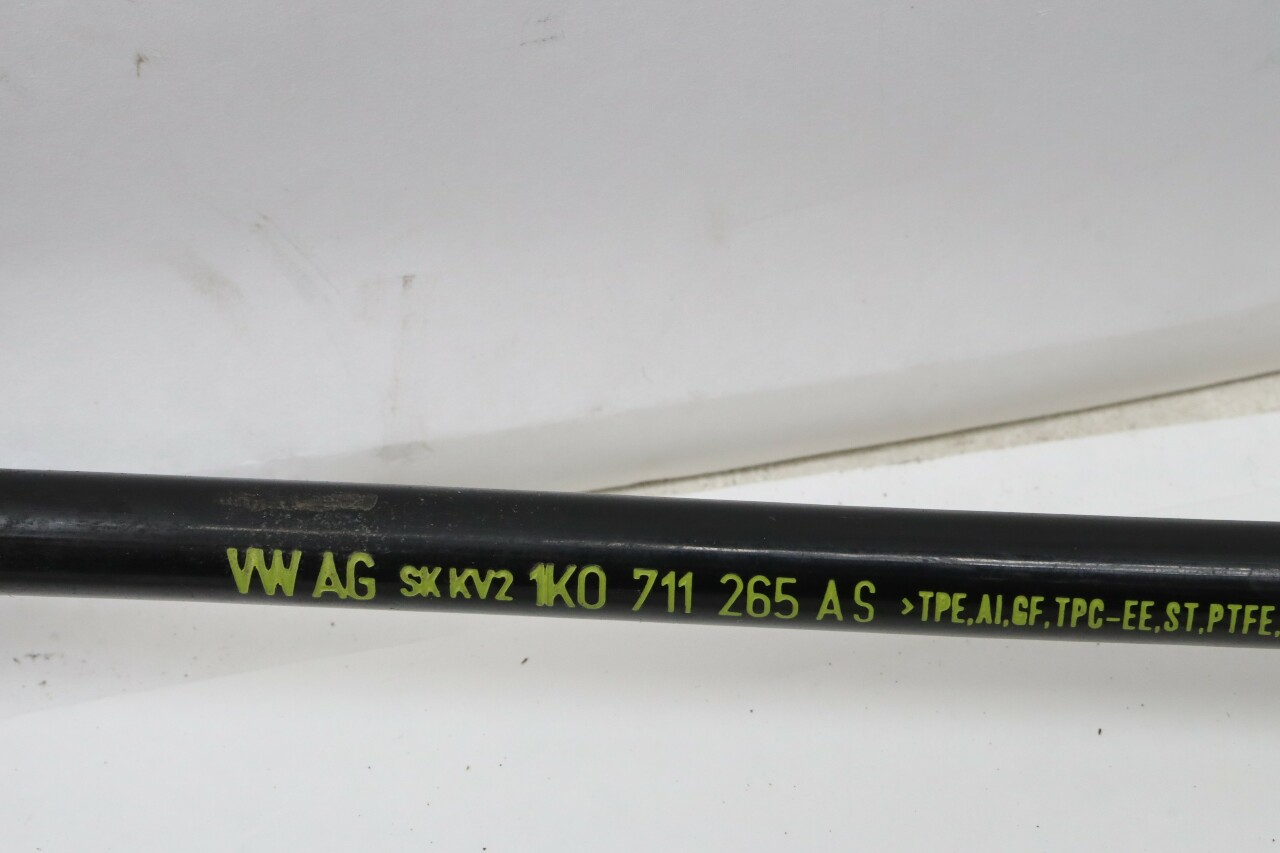 VW AG SK KV2 1K0 711 265 AS >TPE,AI,GF,TPC-EE,ST,PTFE,